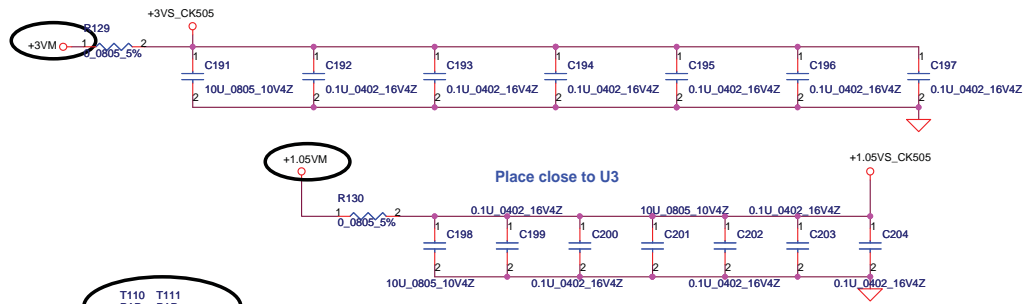 +3VS_CK505
R129
+3VM
1
2
0_0805_5%
1 1 1 1 1 1 1
C191 C192 C193 C194 C195 C196 C197
10U_0805_10V4Z 0.1U_0402_16V4Z 0.1U_0402_16V4Z 0.1U_0402_16V4Z 0.1U_0402_16V4Z 0.1U_0402_16V4Z 0.1U_0402_16V4Z
2 2 2 2 2 2 2
+1.05VM
+1.05VS_CK505
Place close to U3
R130
1 2
0_0805_5%
0.1U_0402_16V4Z 10U_0805_10V4Z 0.1U_0402_16V4Z
1 1 1 1 1 1 1
C198 C199 C200 C201 C202 C203 C204
2 2 2 2 2 2 2
10U_0805_10V4Z 0.1U_0402_16V4Z 0.1U_0402_16V4Z 0.1U_0402_16V4Z
T110 T111